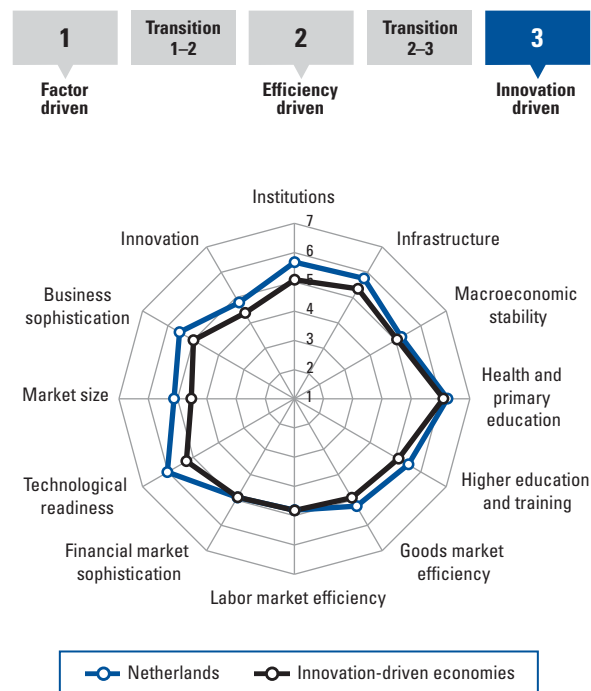 1
Transition
1–2
2
Transition
2–3
3
Factor
driven
Efficiency
driven
Innovation
driven
Institutions
7
Innovation
Infrastructure
6
5
Business
sophistication
Macroeconomic
stability
4
3
2
Market size
1
Health and
primary
education
Technological
readiness
Higher education
and training
Financial market
sophistication
Goods market
efficiency
Labor market efficiency
Netherlands
Innovation-driven economies